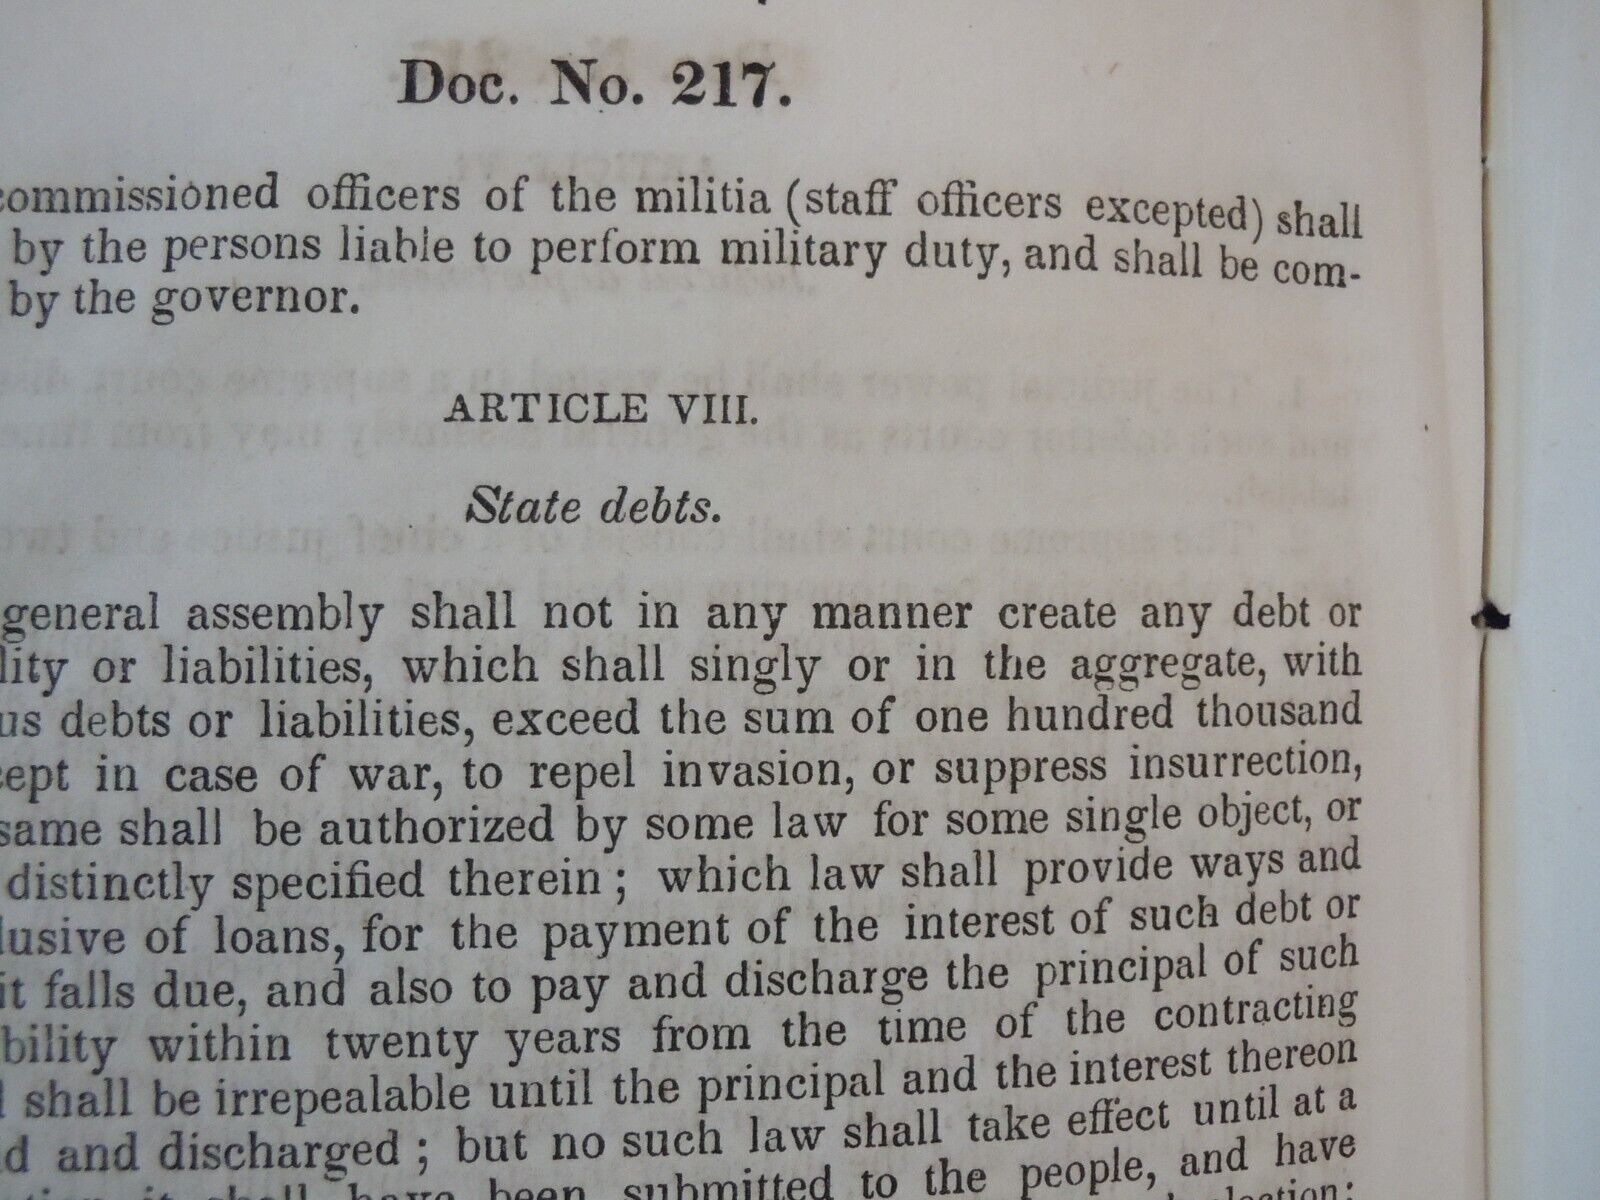 Doc. No. 217.
commissioned officers of the militia (staff officers excepted) shall
by the persons liable to perform military duty, and shall be com-
by the governor.
ARTICLE VIII.
State debts.
general assembly shall not in any manner create any debt or
lity or liabilities, which shall singly or in the aggregate, with
us debts or liabilities, exceed the sum of one hundred thousand
cept in case of war, to repel invasion, or suppress insurrection,
same shall be authorized by some law for some single object, or
distinctly specified therein; which law shall provide ways and
lusive of loans, for the payment of the interest of such debt or
it falls due, and also to pay and discharge the principal of such
bility within twenty years from the time of the contracting
shall be irrepealable until the principal and the interest thereon
d and discharged; but no such law shall take effect until at a
it shall have been submitted to the people, and have